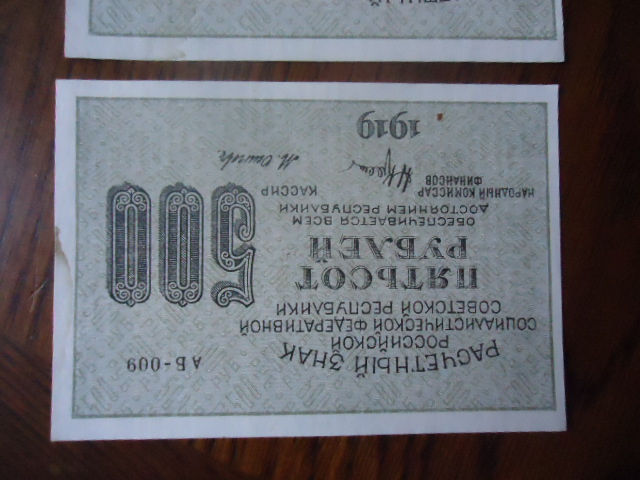 РАСЧЕТНЫЙ ЗНАК
РОССИЙСКОЙ
СОЦИАЛИСТИЧЕСКОЙ ФЕДЕРАТИВНОЙ
СОВЕТСКОЙ РЕСПУБЛИКИ
АБ-009
ПЯТЬСОТ
РУБЛЕЙ
500
ОБЕСПЕЧИВАЕТСЯ ВСЕМ
ДОСТОЯНИЕМ РЕСПУБЛИКИ
НАРОДНЫЙ КОМИССАР
ФИНАНСОВ
КАССИР
1919